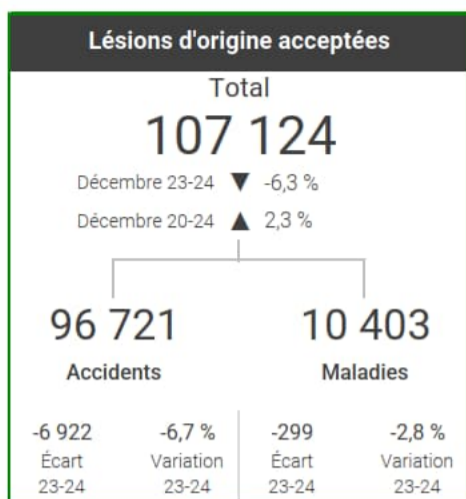 Lésions d'origine acceptées
Total
107 124
Décembre 23-24 ▼ -6,3 %
Décembre 20-24 ▲ 2,3 %
96 721 10 403
Accidents Maladies
-6 922 -6,7 % -299 -2,8 %
Écart Variation Écart Variation
23-24 23-24 23-24 23-24